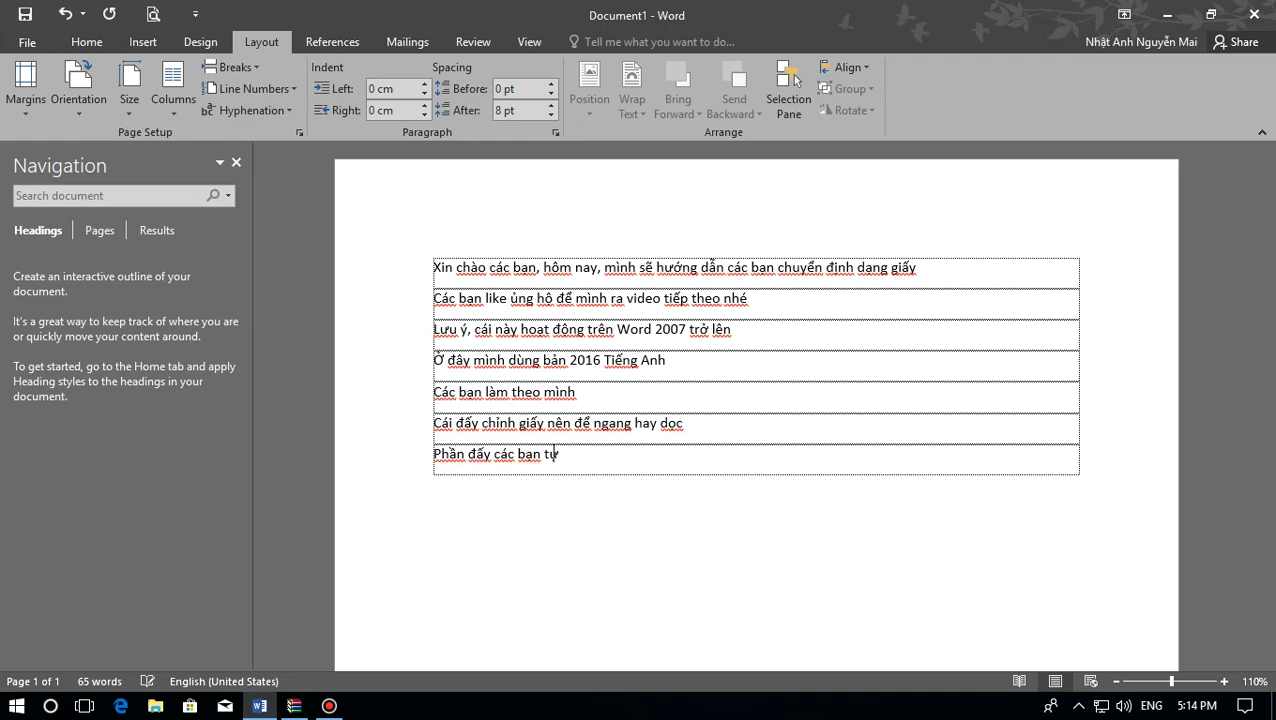 Document1 - Word
File Home Insert Design Layout References Mailings Review View Tell me what you want to do... Nhật Anh Nguyễn Mai Share
Margins Orientation Size Columns Breaks Line Numbers Hyphenation
Page Setup
Indent Spacing
Left: 0 cm Before: 0 pt
Right: 0 cm After: 8 pt
Paragraph
Position Wrap Text Bring Forward Send Backward Selection Pane Align Group Rotate
Arrange
Navigation
Search document
Headings Pages Results
Create an interactive outline of your
document.
It's a great way to keep track of where you are
or quickly move your content around.
To get started, go to the Home tab and apply
Heading styles to the headings in your
document.
Xin chào các bạn, hôm nay, mình sẽ hướng dẫn các bạn chuyển định dạng giấy
Các bạn like ủng hộ để mình ra video tiếp theo nhé
Lưu ý, cái này hoạt động trên Word 2007 trở lên
Ở đây mình dùng bản 2016 Tiếng Anh
Các bạn làm theo mình
Cái đấy chỉnh giấy nên để ngang hay dọc
Phần đấy các bạn tự
Page 1 of 1 65 words English (United States) 110%
ENG 5:14 PM